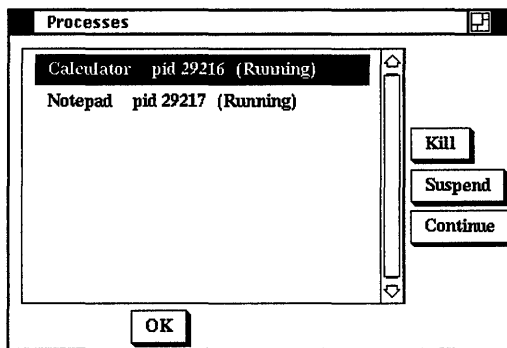 Processes
Calculator pid 29216 (Running)
Notepad pid 29217 (Running)
Kill
Suspend
Continue
OK